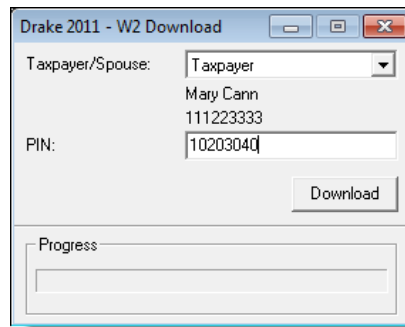 Drake 2011 - W2 Download
Taxpayer/Spouse: Taxpayer
Mary Cann
111223333
PIN: 10203040
Download
Progress